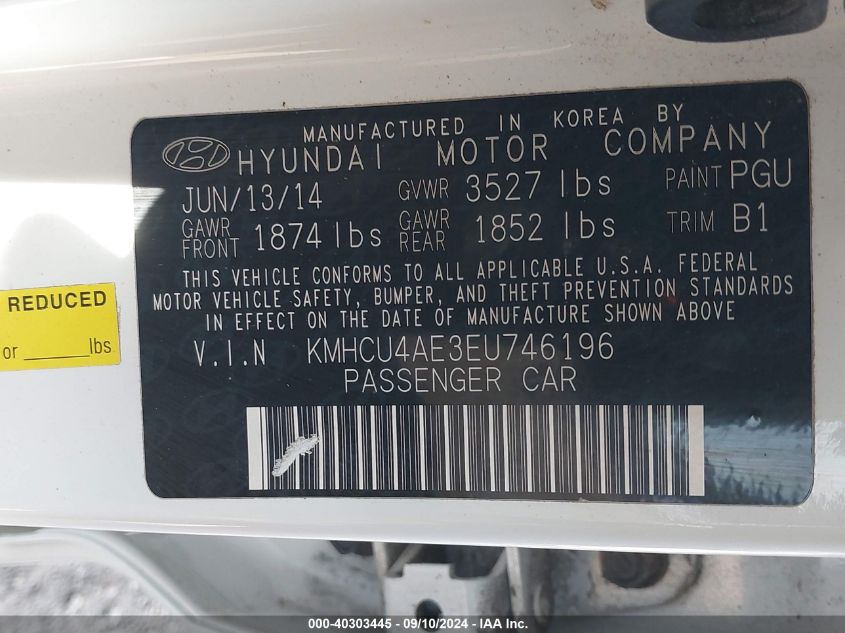 MANUFACTURED IN KOREA BY
HYUNDAI MOTOR COMPANY
JUN/13/14 GVWR 3527 lbs PAINT PGU
GAWR FRONT 1874 lbs GAWR REAR 1852 lbs TRIM B1
THIS VEHICLE CONFORMS TO ALL APPLICABLE U.S.A. FEDERAL
MOTOR VEHICLE SAFETY, BUMPER, AND THEFT PREVENTION STANDARDS
IN EFFECT ON THE DATE OF MANUFACTURE SHOWN ABOVE
V.I.N KMHCU4AE3EU746196
PASSENGER CAR
REDUCED
or ______lbs
000-40303445 - 09/10/2024 - IAAI.com